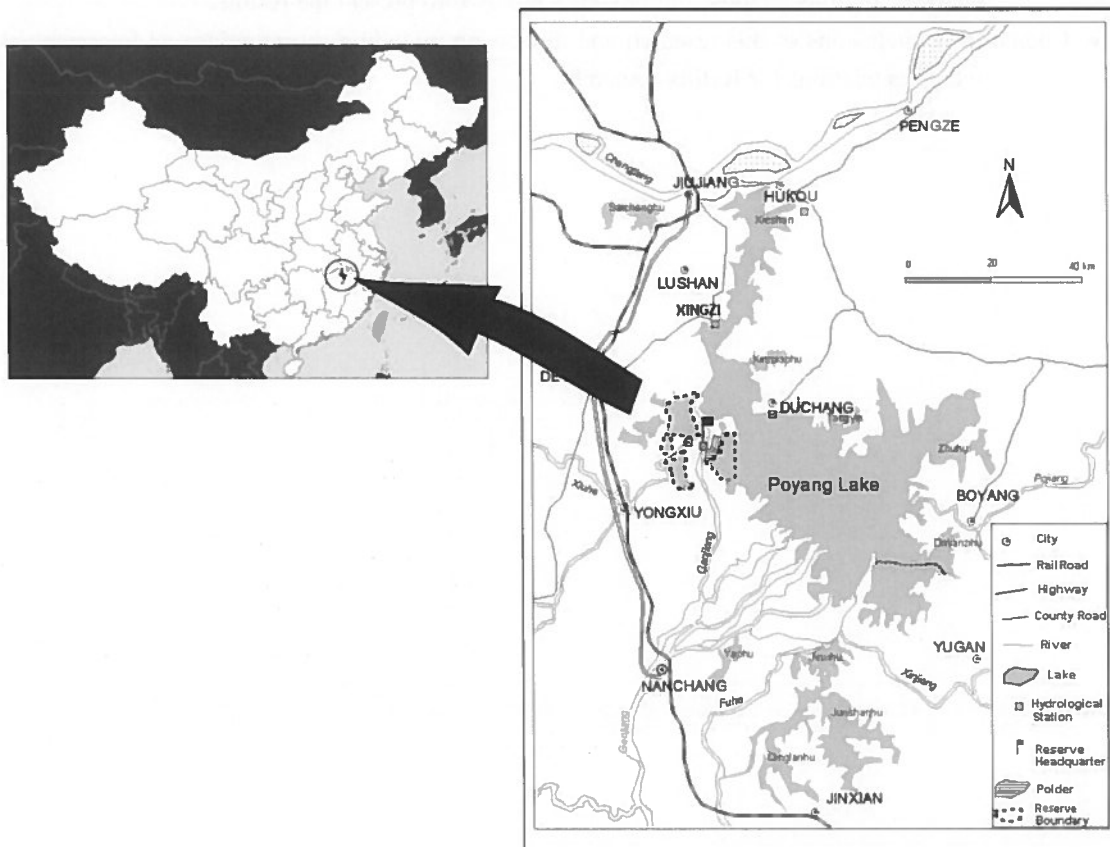 PENGZE
Changjiang
JIUJIANG
HUKOU
N
0 20 40 km
LUSHAN
XINGZI
DE
DUCHANG
Zhuhu
Poyang Lake
BOYANG
Xiuhe
YONGXIU
Ganjiang
City
Rail Road
Highway
County Road
River
Lake
Hydrological
Station
Reserve
Headquarter
Polder
Reserve
Boundary
YUGAN
NANCHANG
Fuhe
Xinjiang
Junshanhu
Qinglanhu
JINXIAN